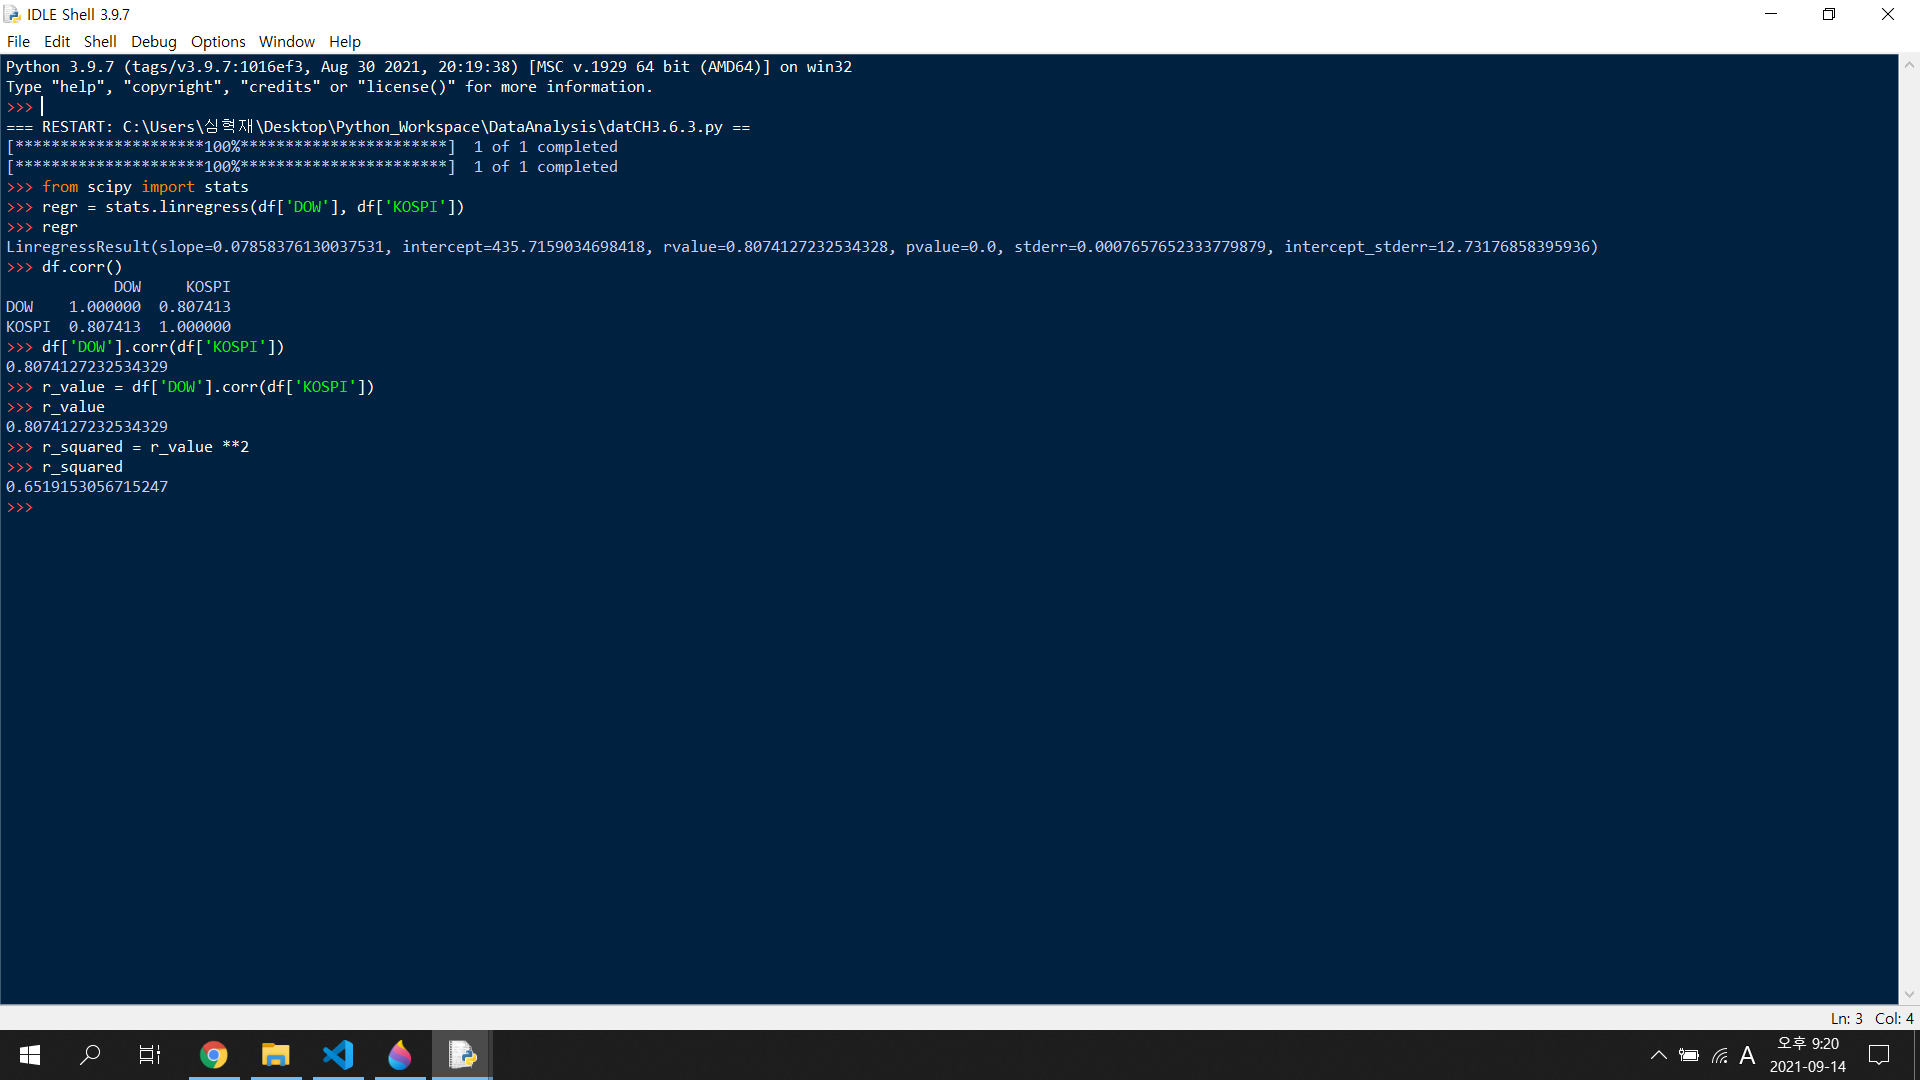 IDLE Shell 3.9.7
File Edit Shell Debug Options Window Help
Python 3.9.7 (tags/v3.9.7:1016ef3, Aug 30 2021, 20:19:38) [MSC v.1929 64 bit (AMD64)] on win32
Type "help", "copyright", "credits" or "license()" for more information.
>>>
=== RESTART: C:\Users\심혁재\Desktop\Python_Workspace\DataAnalysis\datCH3.6.3.py ==
[*********************100%***********************]  1 of 1 completed
[*********************100%***********************]  1 of 1 completed
>>> from scipy import stats
>>> regr = stats.linregress(df['DOW'], df['KOSPI'])
>>> regr
LinregressResult(slope=0.07858376130037531, intercept=435.7159034698418, rvalue=0.8074127232534328, pvalue=0.0, stderr=0.0007657652333779879, intercept_stderr=12.73176858395936)
>>> df.corr()
            DOW     KOSPI
DOW    1.000000  0.807413
KOSPI  0.807413  1.000000
>>> df['DOW'].corr(df['KOSPI'])
0.8074127232534329
>>> r_value = df['DOW'].corr(df['KOSPI'])
>>> r_value
0.8074127232534329
>>> r_squared = r_value **2
>>> r_squared
0.6519153056715247
>>>
Ln: 3 Col: 4
A
오후 9:20
2021-09-14